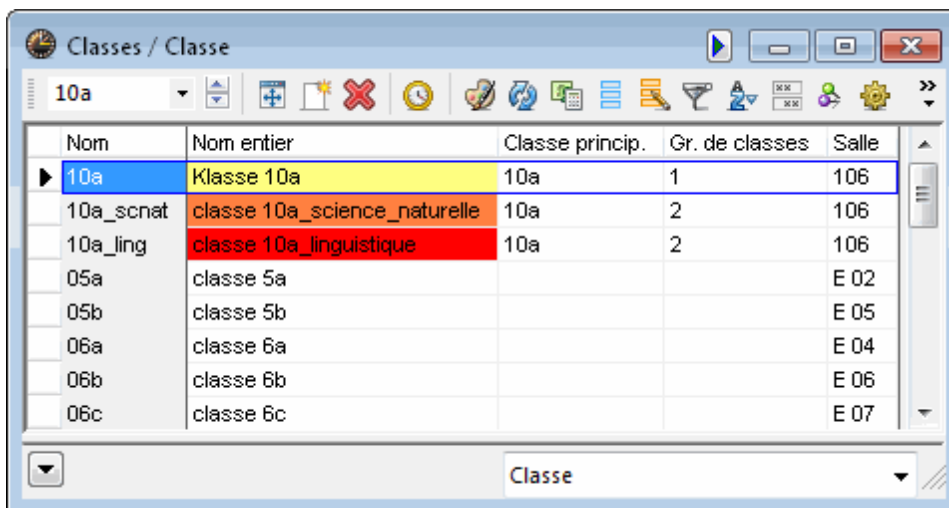 Classes / Classe
10a
Nom Nom entier Classe princip. Gr. de classes Salle
10a Klasse 10a 10a 1 106
10a_scnat classe 10a_science_naturelle 10a 2 106
10a_ling classe 10a_linguistique 10a 2 106
05a classe 5a E 02
05b classe 5b E 05
06a classe 6a E 04
06b classe 6b E 06
06c classe 6c E 07
Classe